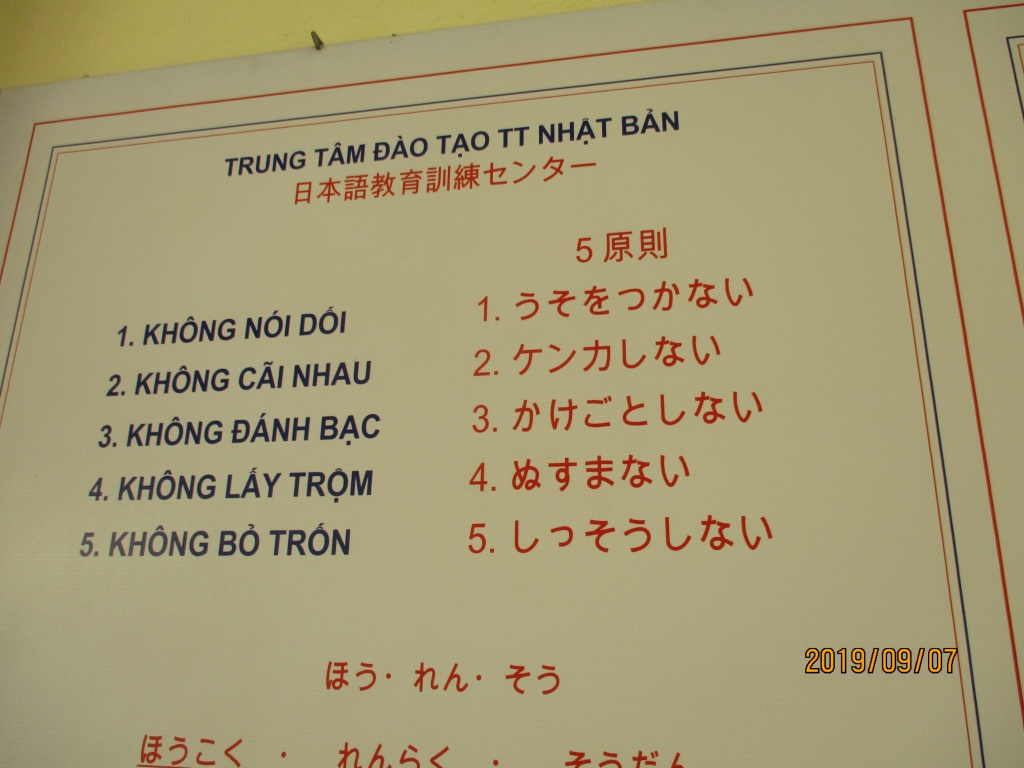 TRUNG TÂM ĐÀO TẠO TT NHẬT BẢN
日本語教育訓練センター
5 原則
1. KHÔNG NÓI DỐI
2. KHÔNG CÃI NHAU
3. KHÔNG ĐÁNH BẠC
4. KHÔNG LẤY TRỘM
5. KHÔNG BỎ TRỐN
1. うそをつかない
2. ケンカしない
3. かけごとしない
4. ぬすまない
5. しっそうしない
ほう・れん・そう
ほうこく ・ れんらく ・ そうだん
2019/09/07